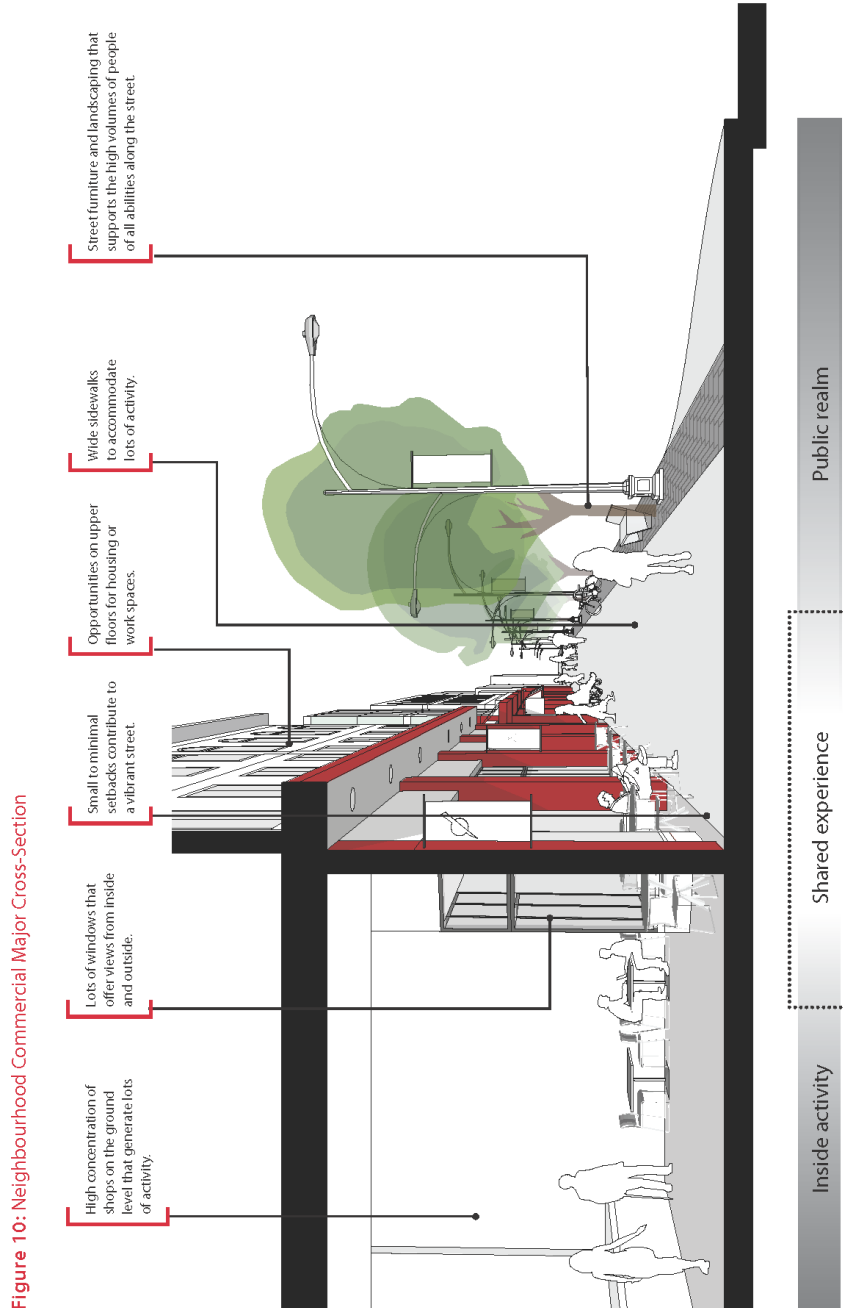 Figure 10: Neighbourhood Commercial Major Cross-Section
High concentration of
shops on the ground
level that generate lots
of activity.
Lots of windows that
offer views from inside
and outside.
Small to minimal
setbacks contribute to
a vibrant street.
Opportunities on upper
floors for housing or
work spaces.
Wide sidewalks
to accommodate
lots of activity.
Street furniture and landscaping that
supports the high volumes of people
of all abilities along the street.
Inside activity
Shared experience
Public realm